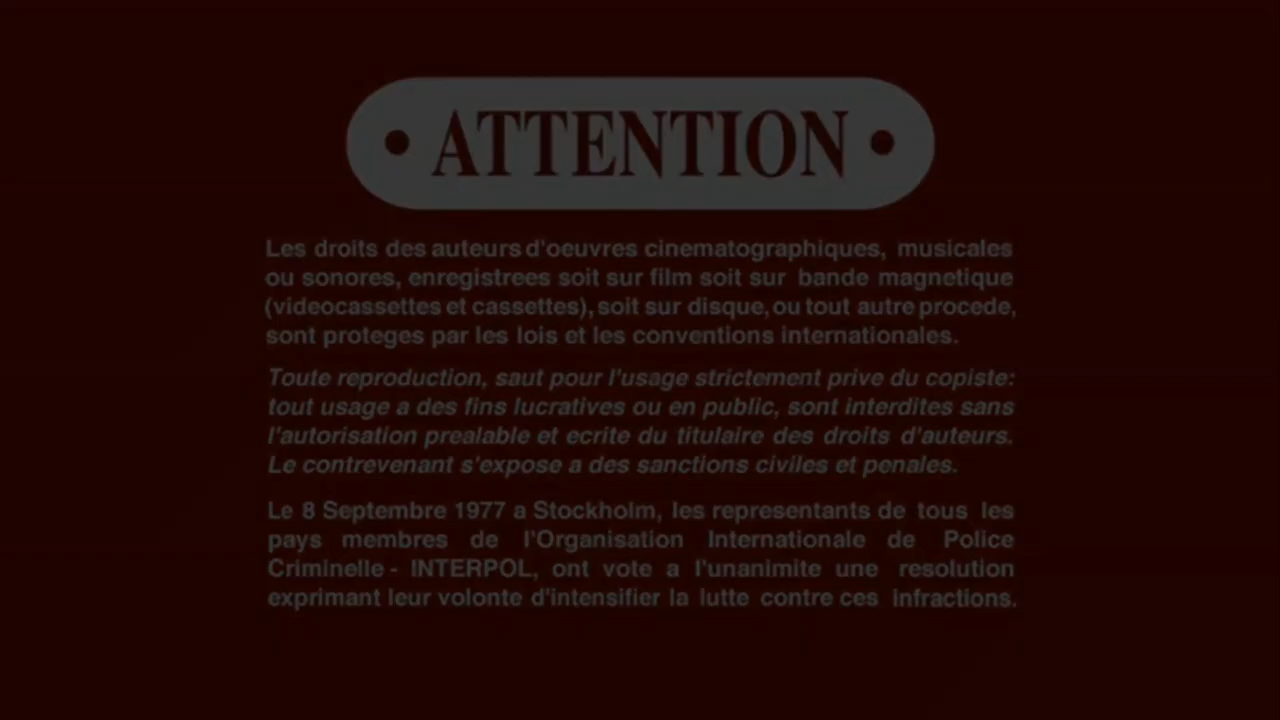 • ATTENTION •
Les droits des auteurs d'oeuvres cinematographiques, musicales
ou sonores, enregistrees soit sur film soit sur bande magnetique
(videocassettes et cassettes), soit sur disque, ou tout autre procede,
sont proteges par les lois et les conventions internationales.
Toute reproduction, saut pour l'usage strictement prive du copiste:
tout usage a des fins lucratives ou en public, sont interdites sans
l'autorisation prealable et ecrite du titulaire des droits d'auteurs.
Le contrevenant s'expose a des sanctions civiles et penales.
Le 8 Septembre 1977 a Stockholm, les representants de tous les
pays membres de l'Organisation Internationale de Police
Criminelle - INTERPOL, ont vote a l'unanimite une resolution
exprimant leur volonte d'intensifier la lutte contre ces infractions.